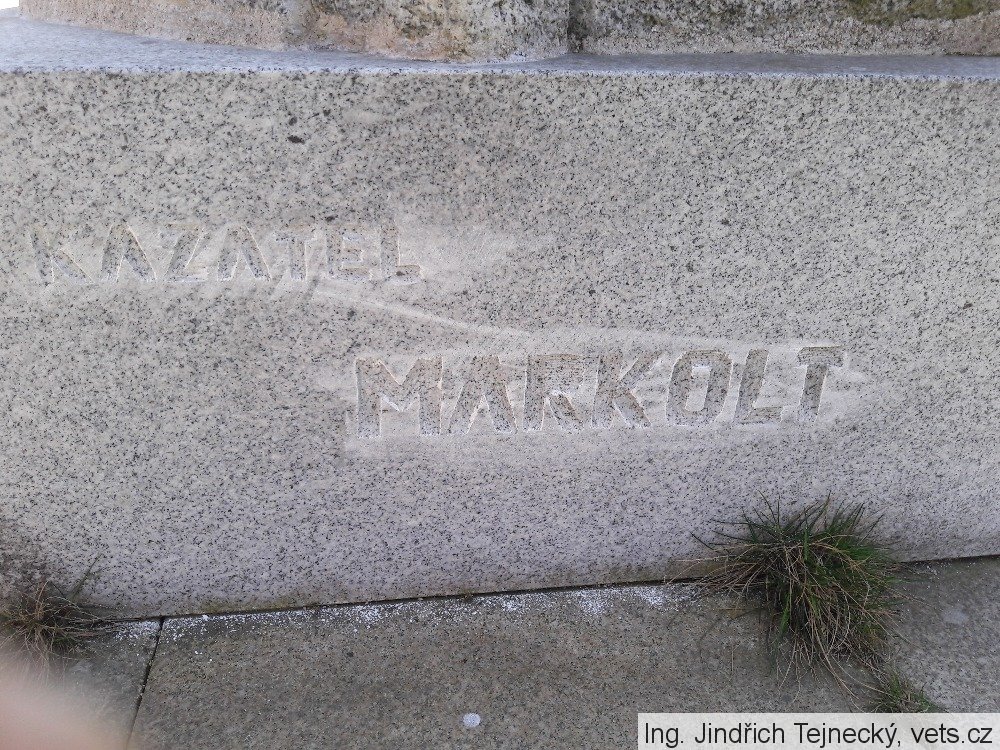 KAZATEL
MARKOLT
Ing. Jindřich Tejnecký, vets.cz